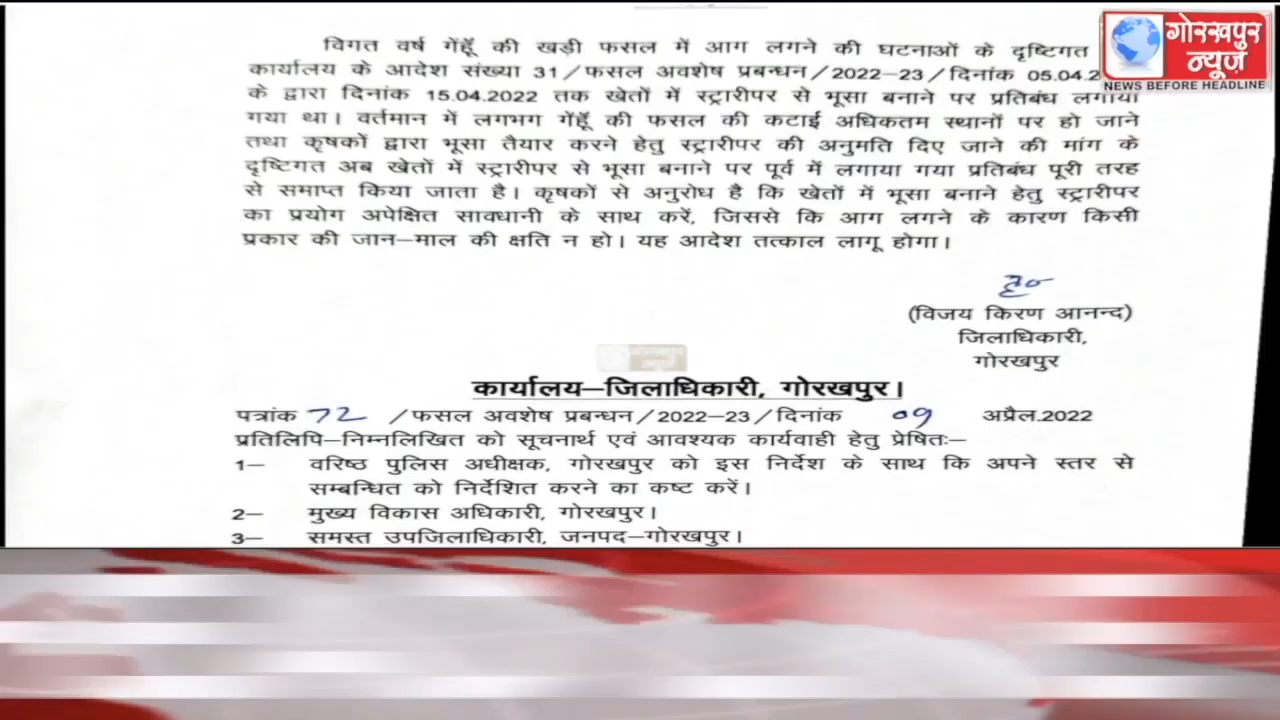 गोरखपुर
न्यूज़
NEWS BEFORE HEADLINE
विगत वर्ष गेंहूँ की खड़ी फसल में आग लगने की घटनाओं के दृष्टिगत
कार्यालय के आदेश संख्या 31/फसल अवशेष प्रबन्धन/2022-23/दिनांक 05.04.2
के द्वारा दिनांक 15.04.2022 तक खेतों में स्ट्रारीपर से भूसा बनाने पर प्रतिबंध लगाया
गया था। वर्तमान में लगभग गेंहूँ की फसल की कटाई अधिकतम स्थानों पर हो जाने
तथा कृषकों द्वारा भूसा तैयार करने हेतु स्ट्रारीपर की अनुमति दिए जाने की मांग के
दृष्टिगत अब खेतों में स्ट्रारीपर से भूसा बनाने पर पूर्व में लगाया गया प्रतिबंध पूरी तरह
से समाप्त किया जाता है। कृषकों से अनुरोध है कि खेतों में भूसा बनाने हेतु स्ट्रारीपर
का प्रयोग अपेक्षित सावधानी के साथ करें, जिससे कि आग लगने के कारण किसी
प्रकार की जान-माल की क्षति न हो। यह आदेश तत्काल लागू होगा।
(विजय किरण आनन्द)
जिलाधिकारी,
गोरखपुर
कार्यालय-जिलाधिकारी, गोरखपुर।
पत्रांक 72 /फसल अवशेष प्रबन्धन/2022-23/दिनांक 09 अप्रैल.2022
प्रतिलिपि-निम्नलिखित को सूचनार्थ एवं आवश्यक कार्यवाही हेतु प्रेषितः-
1- वरिष्ठ पुलिस अधीक्षक, गोरखपुर को इस निर्देश के साथ कि अपने स्तर से
सम्बन्धित को निर्देशित करने का कष्ट करें।
2- मुख्य विकास अधिकारी, गोरखपुर।
3- समस्त उपजिलाधिकारी, जनपद-गोरखपुर।